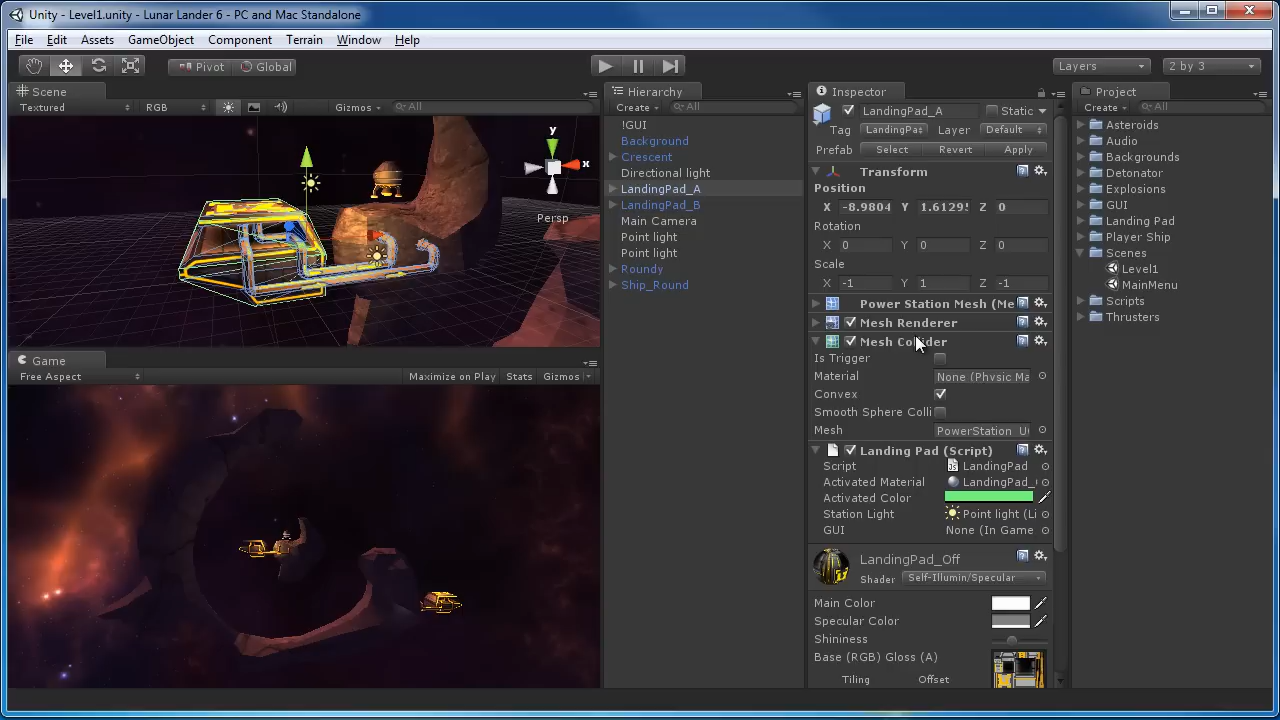 Unity - Level1.unity - Lunar Lander 6 - PC and Mac Standalone
File Edit Assets GameObject Component Terrain Window Help
Pivot Global Layers 2 by 3
Scene
Textured RGB Gizmos All
y
x
Persp
Game
Free Aspect Maximize on Play Stats Gizmos
Hierarchy
Create All
!GUI
Background
Crescent
Directional light
LandingPad_A
LandingPad_B
Main Camera
Point light
Point light
Roundy
Ship_Round
Inspector
LandingPad_A Static
Tag LandingPa Layer Default
Prefab Select Revert Apply
Transform
Position
X -8.9804 Y 1.6129 Z 0
Rotation
X 0 Y 0 Z 0
Scale
X -1 Y 1 Z -1
Power Station Mesh (Me
Mesh Renderer
Mesh Collider
Is Trigger
Material None (Physic Ma
Convex
Smooth Sphere Colli
Mesh PowerStation_U
Landing Pad (Script)
Script LandingPad
Activated Material LandingPad_
Activated Color
Station Light Point light (Li
GUI None (In Game
LandingPad_Off
Shader Self-Illumin/Specular
Main Color
Specular Color
Shininess
Base (RGB) Gloss (A)
Tiling Offset
Project
Create All
Asteroids
Audio
Backgrounds
Detonator
Explosions
GUI
Landing Pad
Player Ship
Scenes
Level1
MainMenu
Scripts
Thrusters